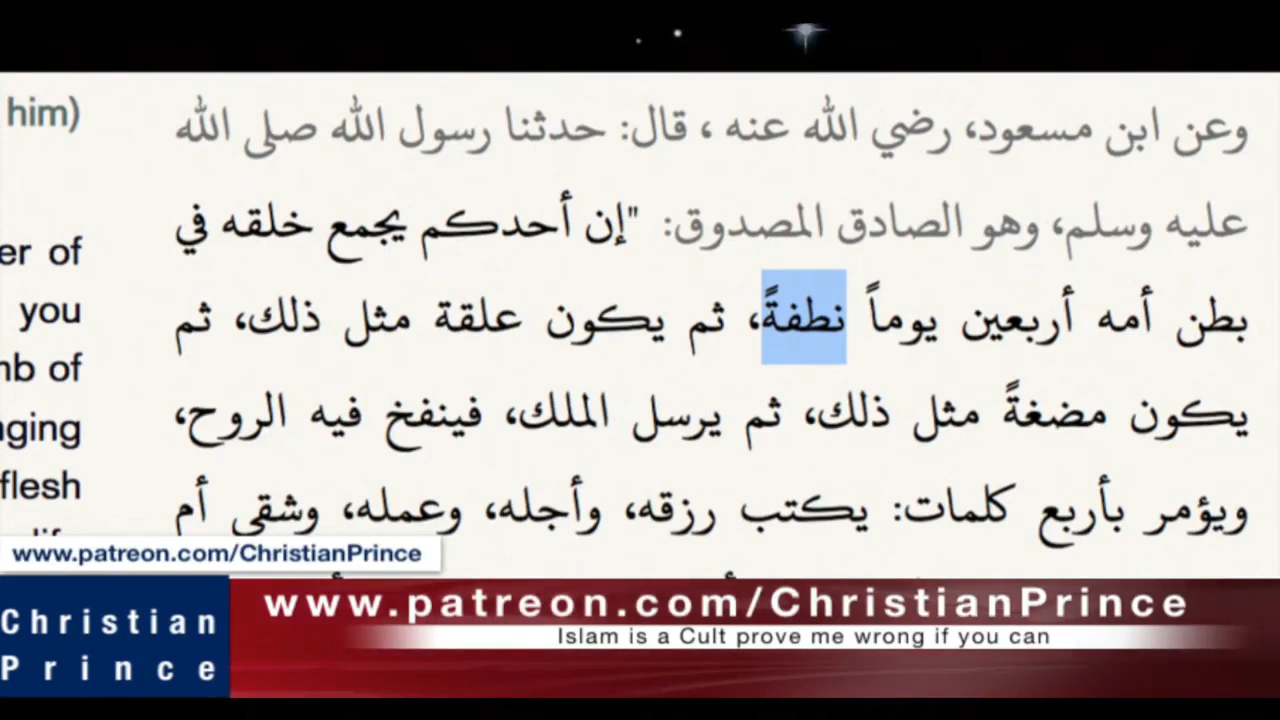 him)
er of
you
nb of
nging
flesh
وعن ابن مسعود، رضي الله عنه ، قال: حدثنا رسول الله صلى الله
عليه وسلم، وهو الصادق المصدوق: "إن أحدكم يجمع خلقه في
بطن أمه أربعين يوماً نطفةً، ثم يكون علقة مثل ذلك، ثم
يكون مضغةً مثل ذلك، ثم يرسل الملك، فينفخ فيه الروح،
ويؤمر بأربع كلمات: يكتب رزقه، وأجله، وعمله، وشقي أم
www.patreon.com/ChristianPrince
Christian
Prince
www.patreon.com/ChristianPrince
Islam is a Cult prove me wrong if you can